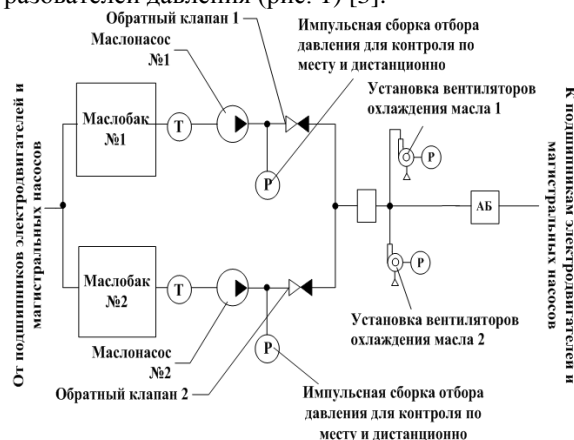 разователей давления (рис. 1) [3].
Обратный клапан 1
Маслонасос
№1
Импульсная сборка отбора
давления для контроля по
месту и дистанционно
Установка вентиляторов
охлаждения масла 1
От подшипников электродвигателей и
магистральных насосов
Маслобак
№1
Т
Р
Р
АБ
К подшипникам электродвигателей и
магистральных насосов
Маслобак
№2
Т
Р
Р
Маслонасос
№2
Обратный клапан 2
Установка вентиляторов
охлаждения масла 2
Импульсная сборка отбора
давления для контроля по
месту и дистанционно